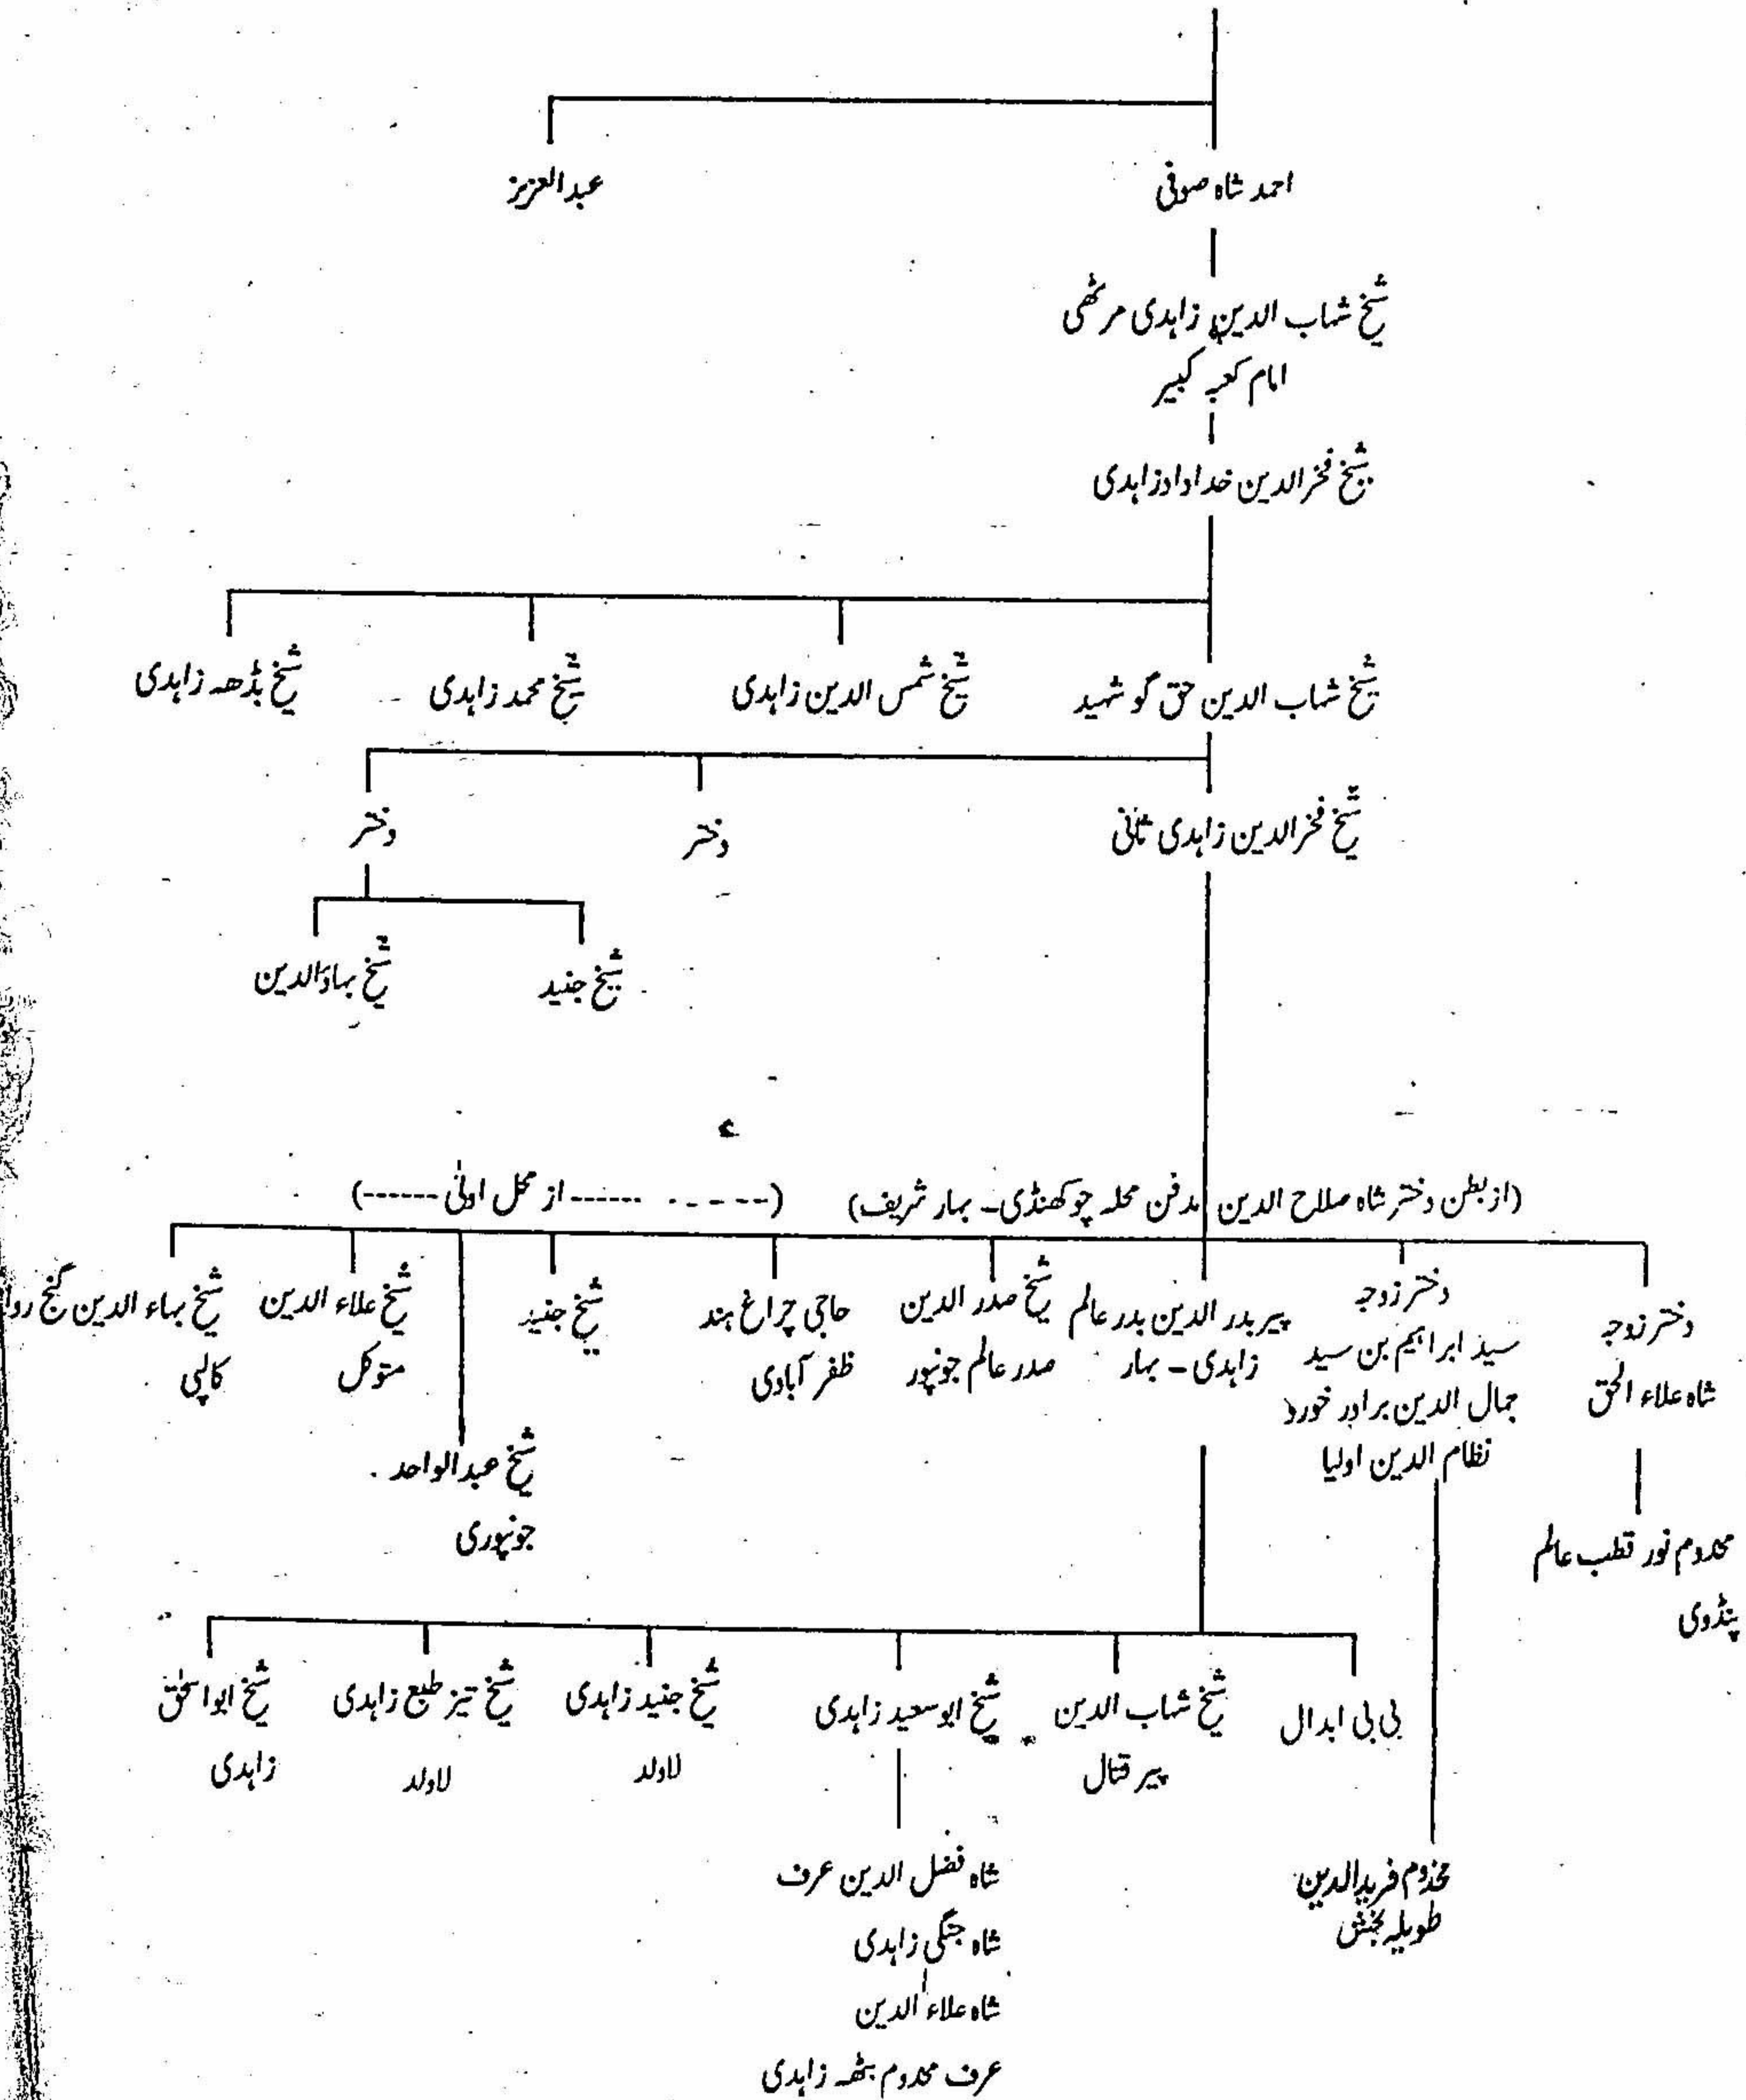 احمد شاہ صوفی
عبدالعزیز
شیخ شہاب الدین زاہدی مرٹھی
امام کعبہ کبیر
شیخ فخرالدین خداداد زاہدی
شیخ شہاب الدین حق گو شہید
شیخ شمس الدین زاہدی
شیخ محمد زاہدی
شیخ بڈھہ زاہدی
شیخ فخرالدین زاہدی ثانی
دختر
دختر
شیخ جنید
شیخ بہاؤالدین
(از بطن دختر شاہ صلاح الدین مدفن محلہ چوکھنڈی۔ بہار شریف)
(----- ------از محل اولیٰ------)
دختر زوجہ
شاہ علاء الحق
دختر زوجہ
سید ابراہیم بن سید
جمال الدین برادر خورد
نظام الدین اولیا
پیر بدر الدین بدر عالم
زاہدی۔ بہار
شیخ صدر الدین
صدر عالم جونپور
حاجی چراغ ہند
ظفر آبادی
شیخ جنید
شیخ عبدالواحد
جونپوری
شیخ علاء الدین
متوکل
شیخ بہاء الدین گنج روا
کالپی
مخدوم نور قطب عالم
پنڈوی
بی بی ابدال
شیخ شہاب الدین
پیر قتال
شیخ ابوسعید زاہدی
شیخ جنید زاہدی
لاولد
شیخ تیز طبع زاہدی
لاولد
شیخ ابواسحٰق
زاہدی
مخدوم فریدالدین
طویلہ بخش
شاہ فضل الدین عرف
شاہ جنگی زاہدی
شاہ علاء الدین
عرف مخدوم بٹھہ زاہدی